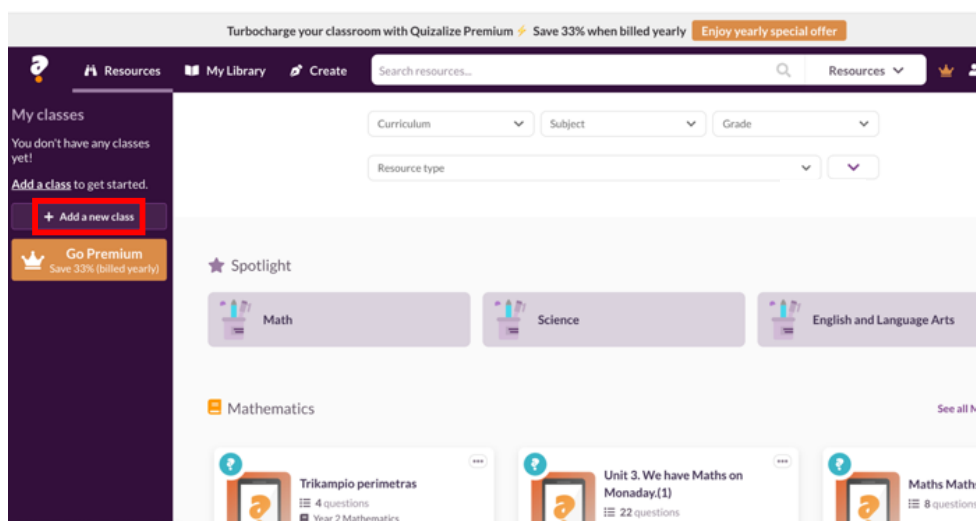 Turbocharge your classroom with Quizalize Premium⚡ Save 33% when billed yearly Enjoy yearly special offer
Resources My Library Create Search resources... Resources
My classes
You don't have any classes
yet!
Add a class to get started.
+ Add a new class
Go Premium
Save 33% (billed yearly)
Curriculum Subject Grade
Resource type
Spotlight
Math Science English and Language Arts
Mathematics See all M
Trikampio perimetras
4 questions
Year 2 Mathematics
Unit 3. We have Maths on
Monaday.(1)
22 questions
Maths Maths
8 questions